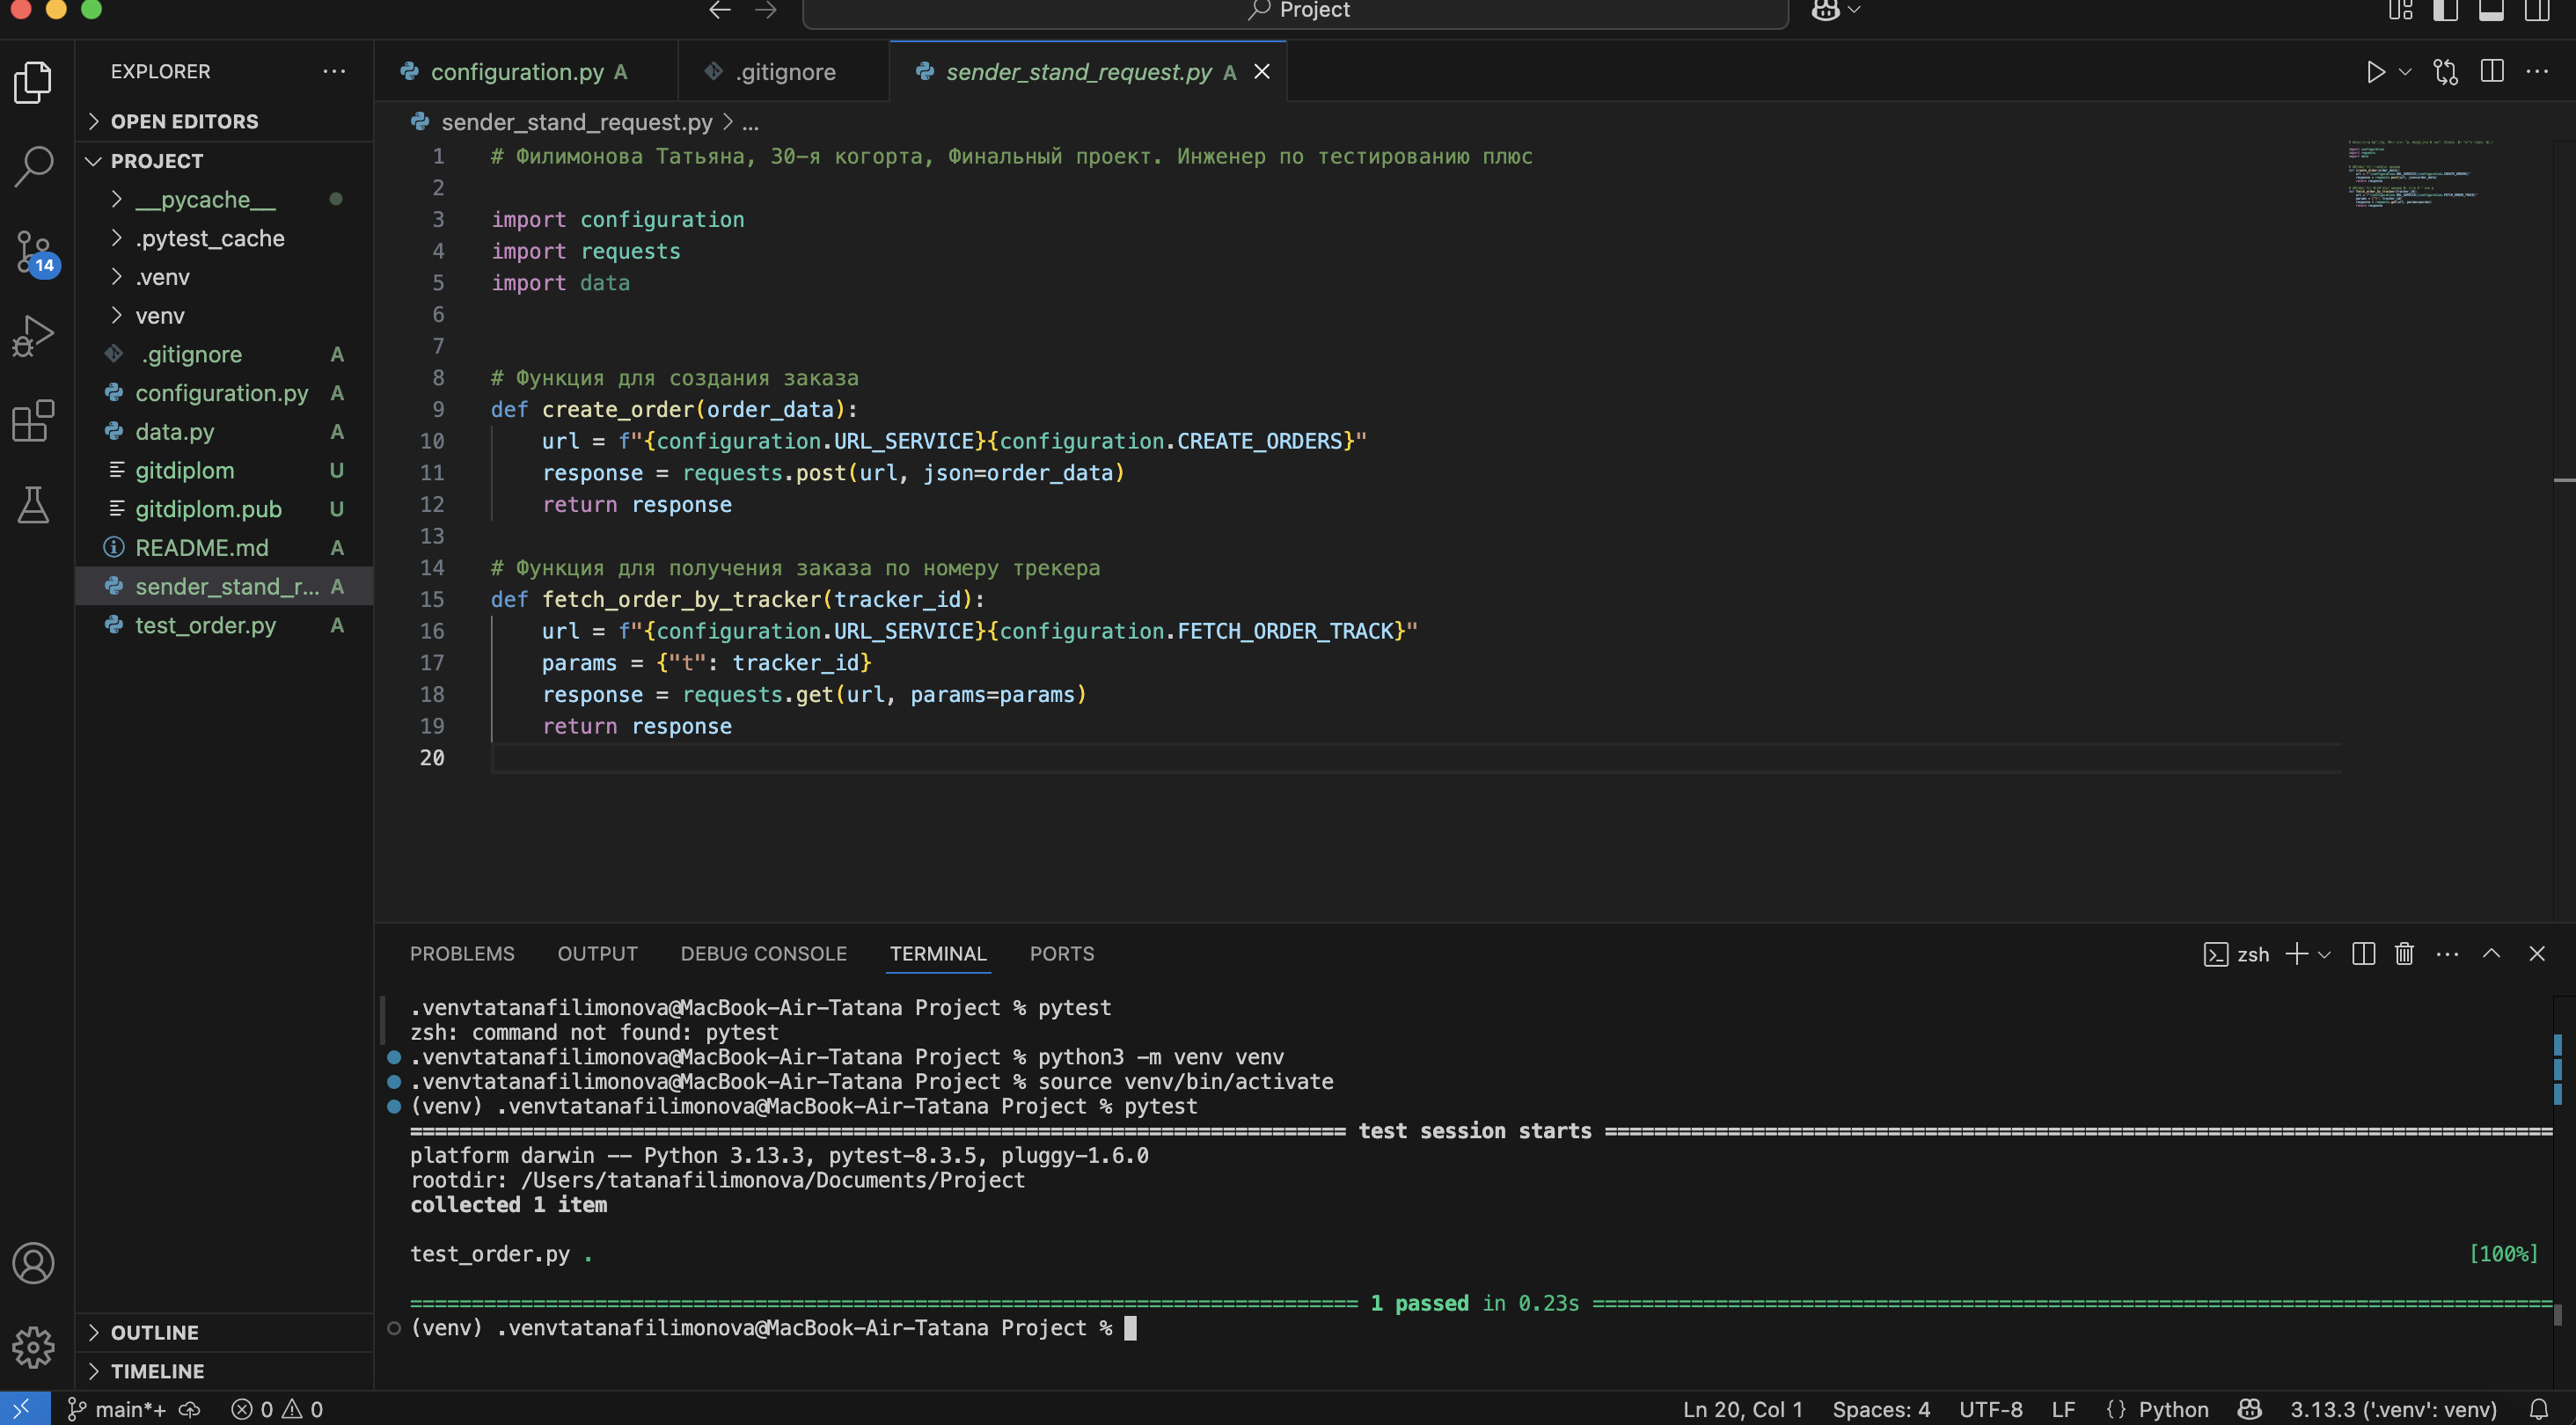 Project
EXPLORER
OPEN EDITORS
PROJECT
__pycache__
.pytest_cache
.venv
venv
.gitignore A
configuration.py A
data.py A
gitdiplom U
gitdiplom.pub U
README.md A
sender_stand_r... A
test_order.py A
OUTLINE
TIMELINE
14
configuration.py A
.gitignore
sender_stand_request.py A
sender_stand_request.py > ...
1 # Филимонова Татьяна, 30-я когорта, Финальный проект. Инженер по тестированию плюс
2
3 import configuration
4 import requests
5 import data
6
7
8 # Функция для создания заказа
9 def create_order(order_data):
10 url = f"{configuration.URL_SERVICE}{configuration.CREATE_ORDERS}"
11 response = requests.post(url, json=order_data)
12 return response
13
14 # Функция для получения заказа по номеру трекера
15 def fetch_order_by_tracker(tracker_id):
16 url = f"{configuration.URL_SERVICE}{configuration.FETCH_ORDER_TRACK}"
17 params = {"t": tracker_id}
18 response = requests.get(url, params=params)
19 return response
20
PROBLEMS OUTPUT DEBUG CONSOLE TERMINAL PORTS
zsh
.venvtatanafilimonova@MacBook-Air-Tatana Project % pytest
zsh: command not found: pytest
.venvtatanafilimonova@MacBook-Air-Tatana Project % python3 -m venv venv
.venvtatanafilimonova@MacBook-Air-Tatana Project % source venv/bin/activate
(venv) .venvtatanafilimonova@MacBook-Air-Tatana Project % pytest
test session starts
platform darwin -- Python 3.13.3, pytest-8.3.5, pluggy-1.6.0
rootdir: /Users/tatanafilimonova/Documents/Project
collected 1 item
test_order.py . [100%]
1 passed in 0.23s
(venv) .venvtatanafilimonova@MacBook-Air-Tatana Project %
main*+ 0 0 Ln 20, Col 1 Spaces: 4 UTF-8 LF {} Python 3.13.3 ('.venv': venv)